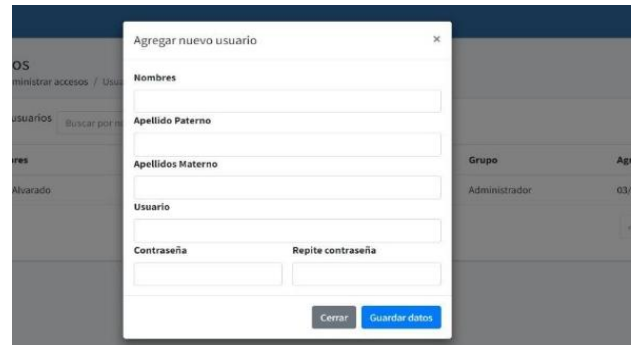 Agregar nuevo usuario ×
os
ministrar accesos / Usua
Nombres
usuarios Buscar por n
Apellido Paterno
res Apellidos Materno Grupo Ag
Alvarado Administrador 03/
Usuario
Contraseña Repite contraseña
Cerrar Guardar datos